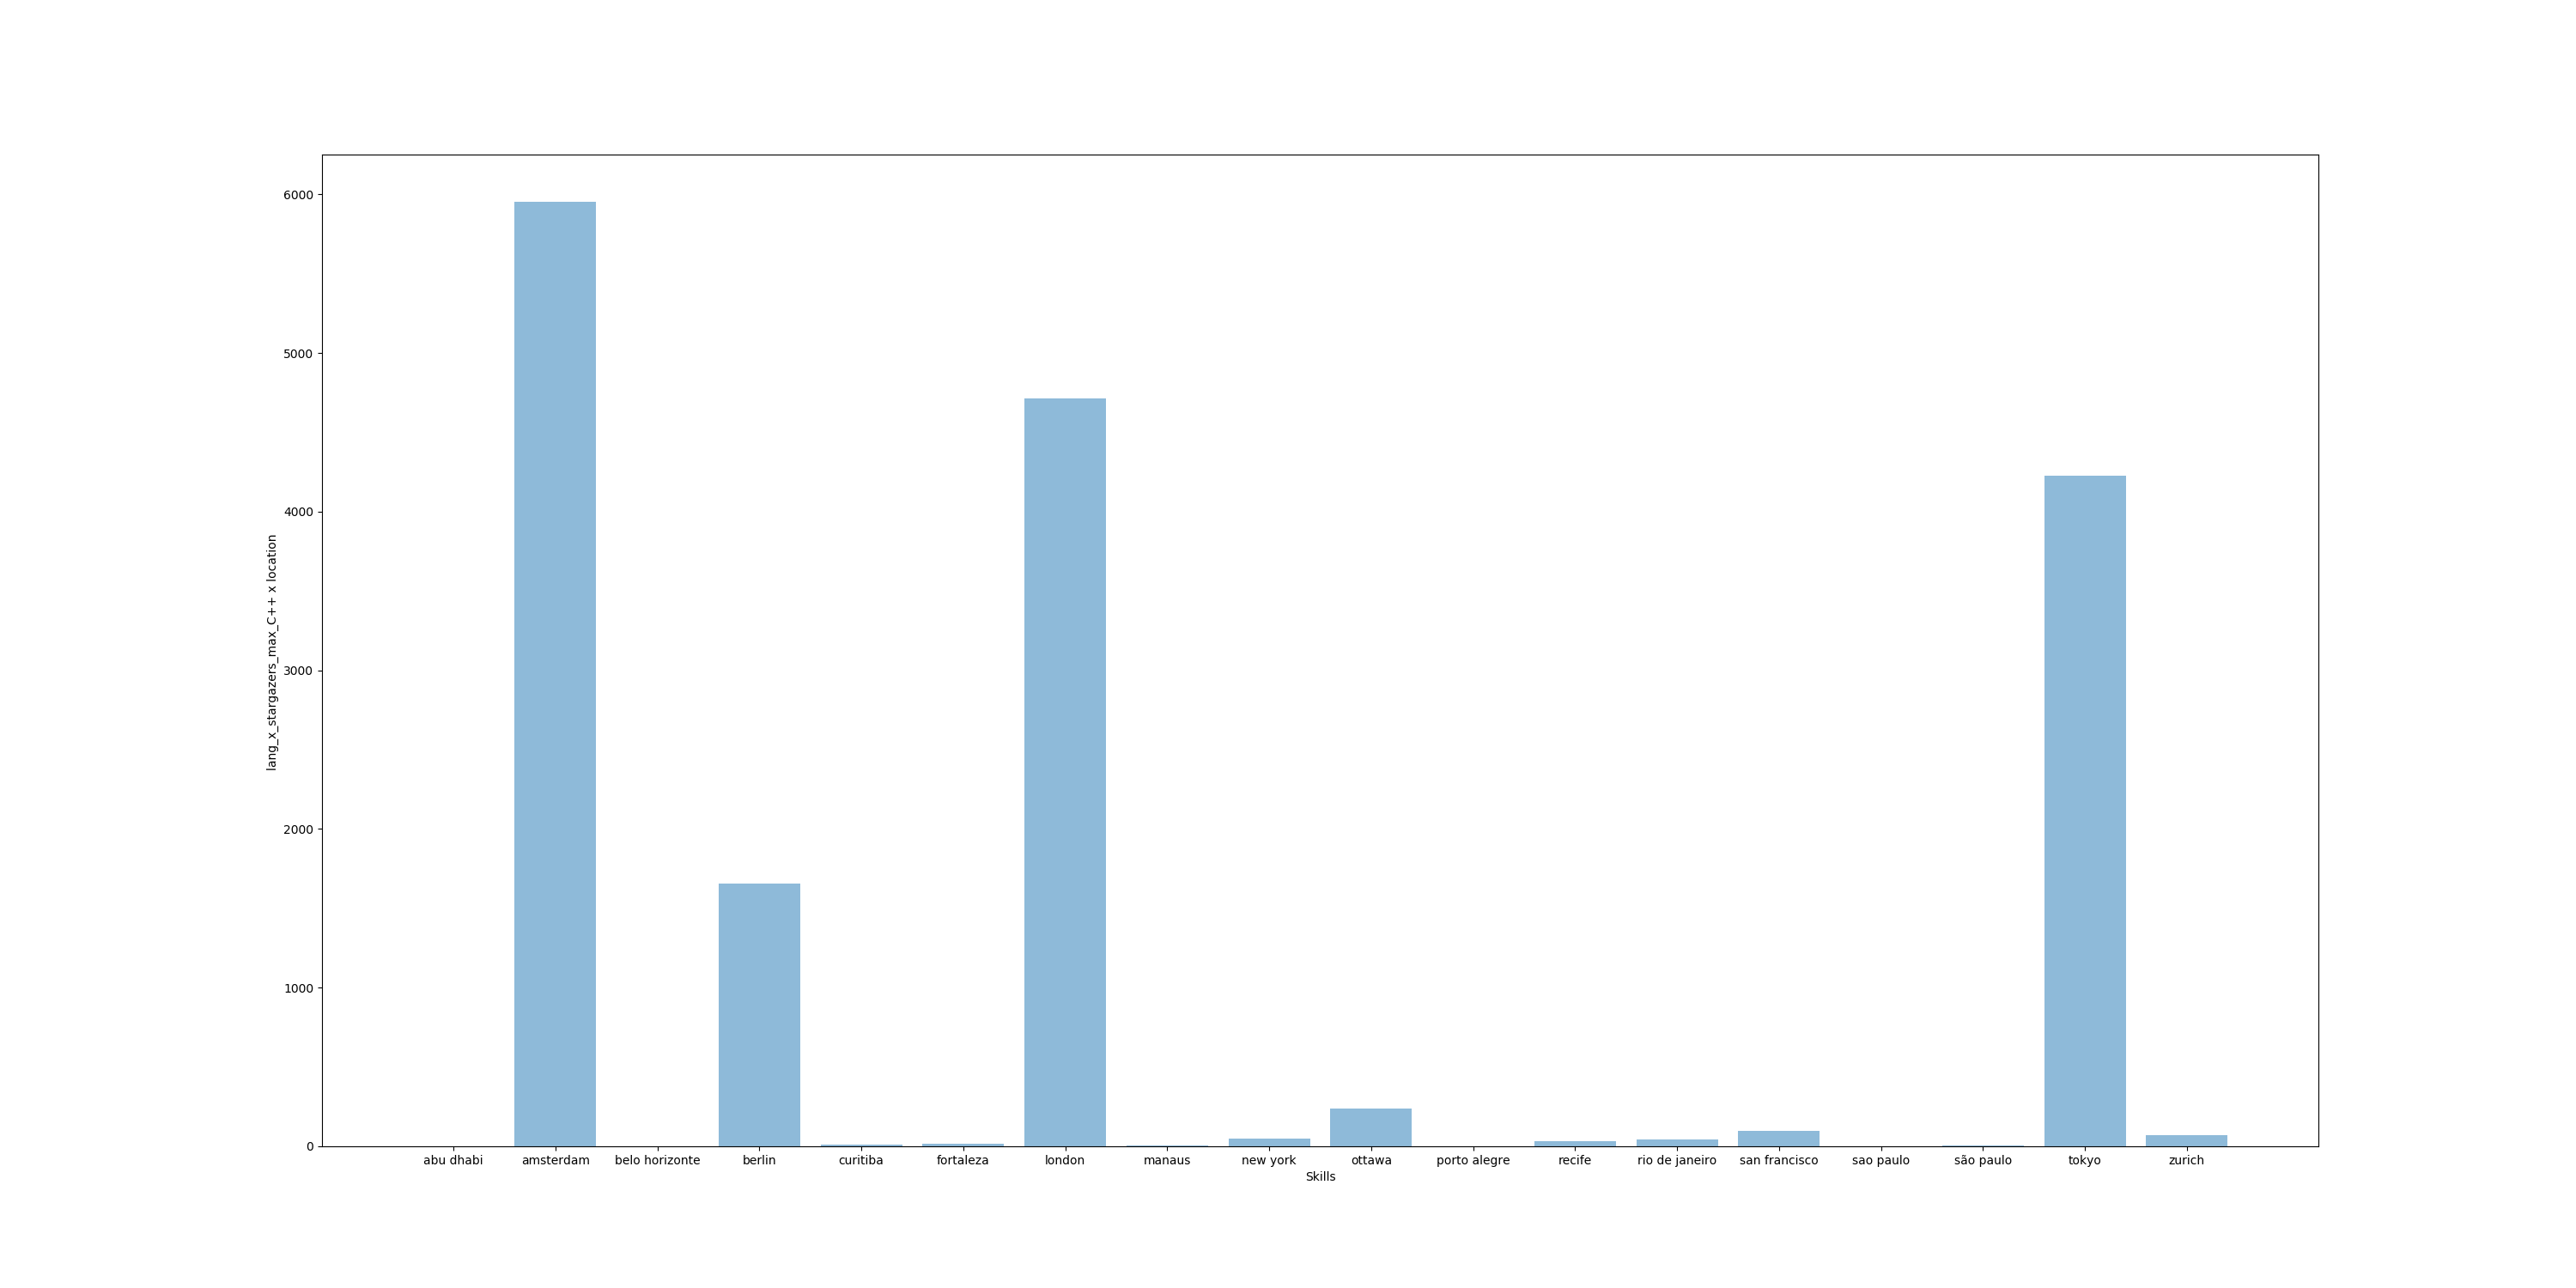 lang_x_stargazers_max_C++ x location
6000
5000
4000
3000
2000
1000
0
abu dhabi amsterdam belo horizonte berlin curitiba fortaleza london manaus new york ottawa porto alegre recife rio de janeiro san francisco sao paulo são paulo tokyo zurich
Skills